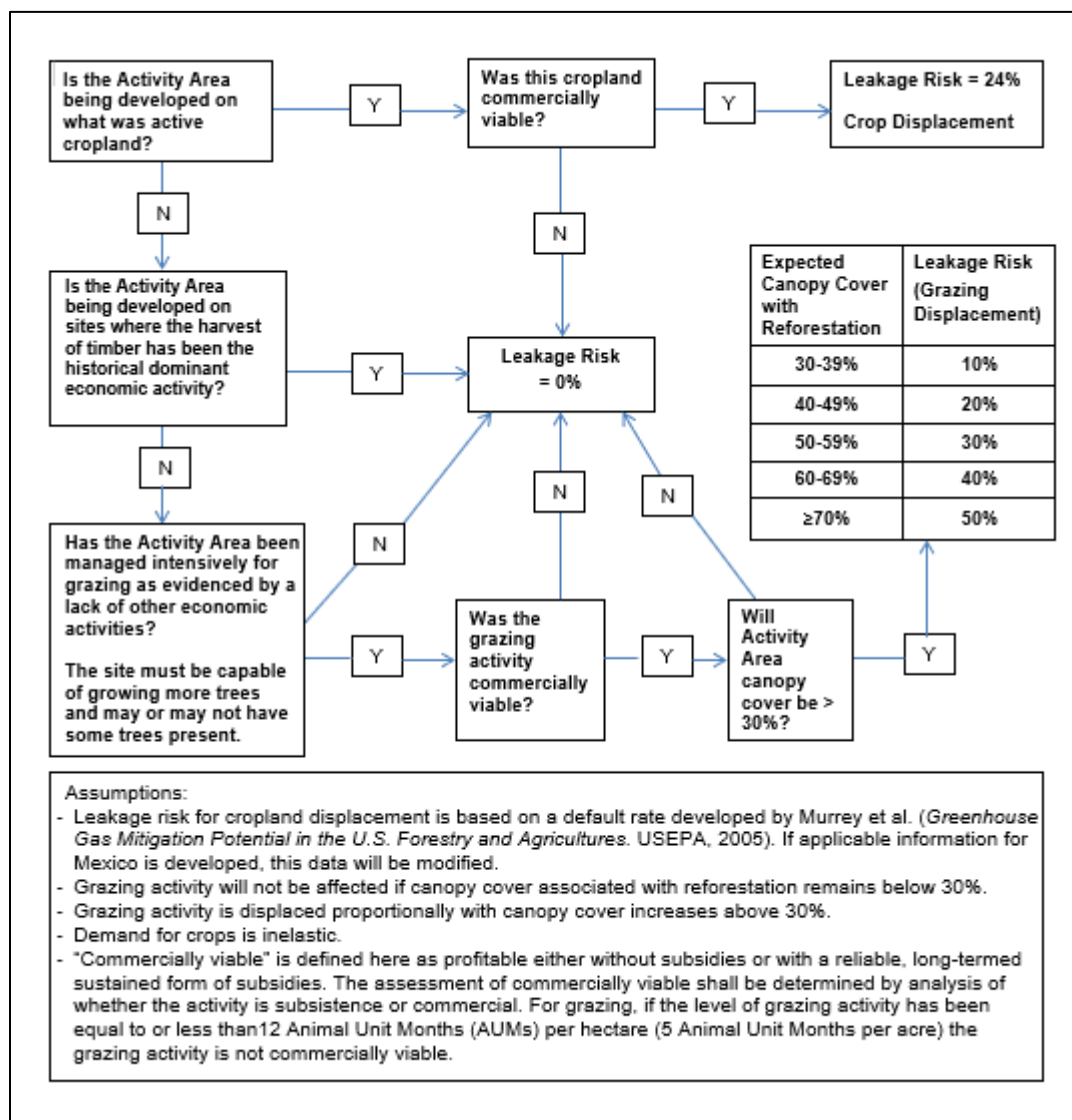 Is the Activity Area
being developed on
what was active
cropland?
Y
Was this cropland
commercially
viable?
Y
Leakage Risk = 24%
Crop Displacement
N
N
Is the Activity Area
being developed on
sites where the harvest
of timber has been the
historical dominant
economic activity?
Y
Leakage Risk
= 0%
Expected
Canopy Cover
with
Reforestation
Leakage Risk
(Grazing
Displacement)
30-39%
10%
40-49%
20%
50-59%
30%
60-69%
40%
≥70%
50%
N
N
N
N
Has the Activity Area been
managed intensively for
grazing as evidenced by a
lack of other economic
activities?
The site must be capable
of growing more trees
and may or may not have
some trees present.
Y
Was the
grazing
activity
commercially
viable?
Y
Will
Activity
Area
canopy
cover be >
30%?
Y
Assumptions:
- Leakage risk for cropland displacement is based on a default rate developed by Murrey et al. (Greenhouse
Gas Mitigation Potential in the U.S. Forestry and Agricultures. USEPA, 2005). If applicable information for
Mexico is developed, this data will be modified.
- Grazing activity will not be affected if canopy cover associated with reforestation remains below 30%.
- Grazing activity is displaced proportionally with canopy cover increases above 30%.
- Demand for crops is inelastic.
- "Commercially viable" is defined here as profitable either without subsidies or with a reliable, long-termed
sustained form of subsidies. The assessment of commercially viable shall be determined by analysis of
whether the activity is subsistence or commercial. For grazing, if the level of grazing activity has been
equal to or less than12 Animal Unit Months (AUMs) per hectare (5 Animal Unit Months per acre) the
grazing activity is not commercially viable.